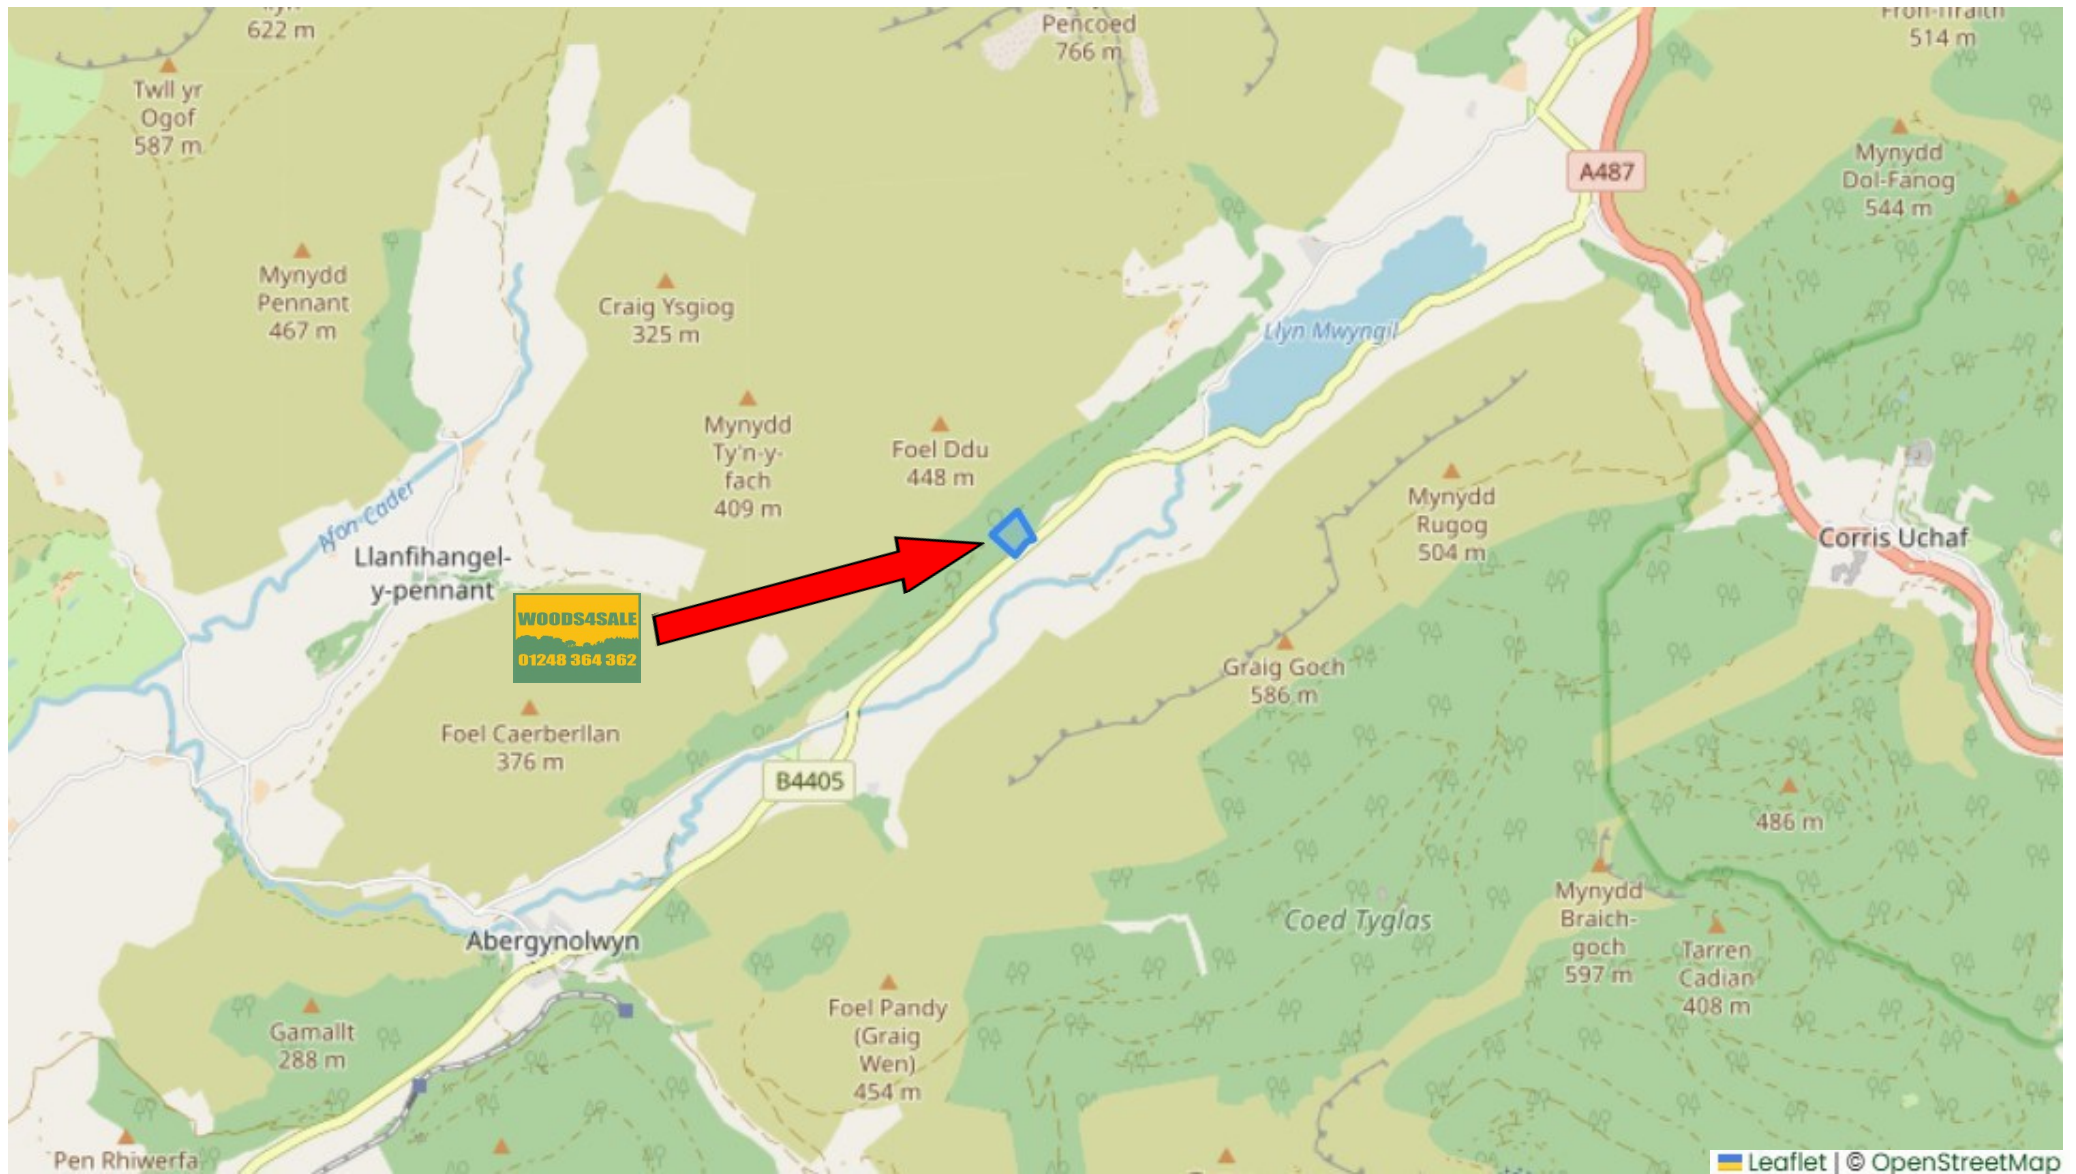 622 m
Pencoed
766 m
514 m
Twll yr
Ogof
587 m
A487
Mynydd
Dol-Fanog
544 m
Mynydd
Pennant
467 m
Craig Ysgiog
325 m
Llyn Mwyngil
Mynydd
Ty'n-y-
fach
409 m
Foel Ddu
448 m
Mynydd
Rugog
504 m
Afon Cader
Corris Uchaf
Llanfihangel-
y-pennant
WOODS4SALE
01248 364 362
Graig Goch
586 m
Foel Caerberllan
376 m
B4405
486 m
Mynydd
Braich-
goch
597 m
Coed Tyglas
Tarren
Cadian
408 m
Abergynolwyn
Foel Pandy
(Graig
Wen)
454 m
Gamallt
288 m
Pen Rhiwerfa
Leaflet | © OpenStreetMap